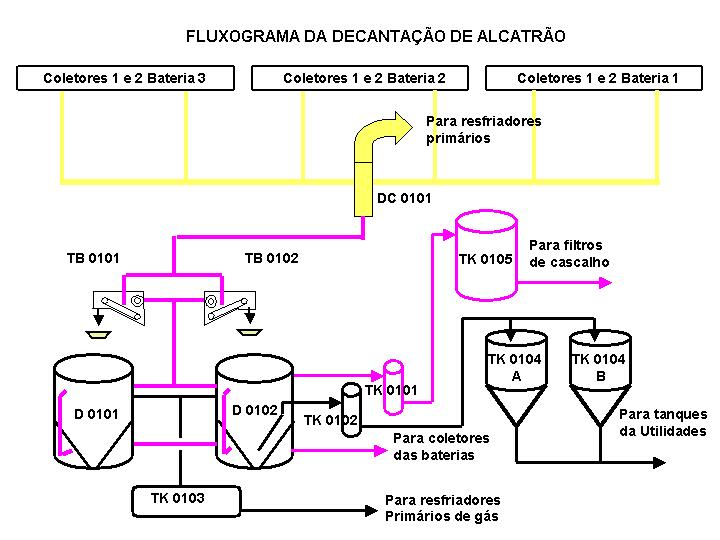 FLUXOGRAMA DA DECANTAÇÃO DE ALCATRÃO
Coletores 1 e 2 Bateria 3
Coletores 1 e 2 Bateria 2
Coletores 1 e 2 Bateria 1
Para resfriadores
primários
DC 0101
TB 0101
TB 0102
TK 0105
Para filtros
de cascalho
TK 0104
A
TK 0104
B
TK 0101
D 0101
D 0102
TK 0102
Para tanques
da Utilidades
Para coletores
das baterias
TK 0103
Para resfriadores
Primários de gás